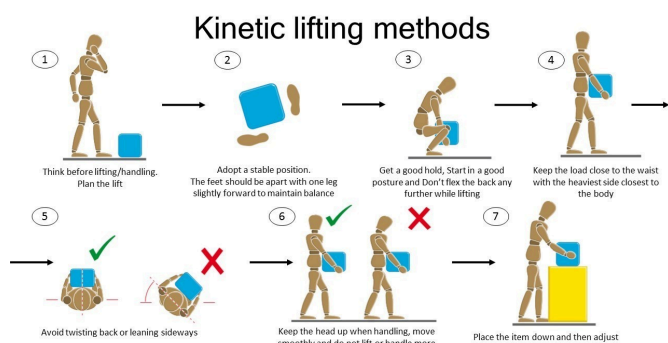 Kinetic lifting methods
1
2
3
4
Think before lifting/handling.
Plan the lift
Adopt a stable position.
The feet should be apart with one leg
slightly forward to maintain balance
Get a good hold, Start in a good
posture and Don't flex the back any
further while lifting
Keep the load close to the waist
with the heaviest side closest to
the body
5
6
7
Avoid twisting back or leaning sideways
Keep the head up when handling, move
smoothly and do not lift or handle more
Place the item down and then adjust